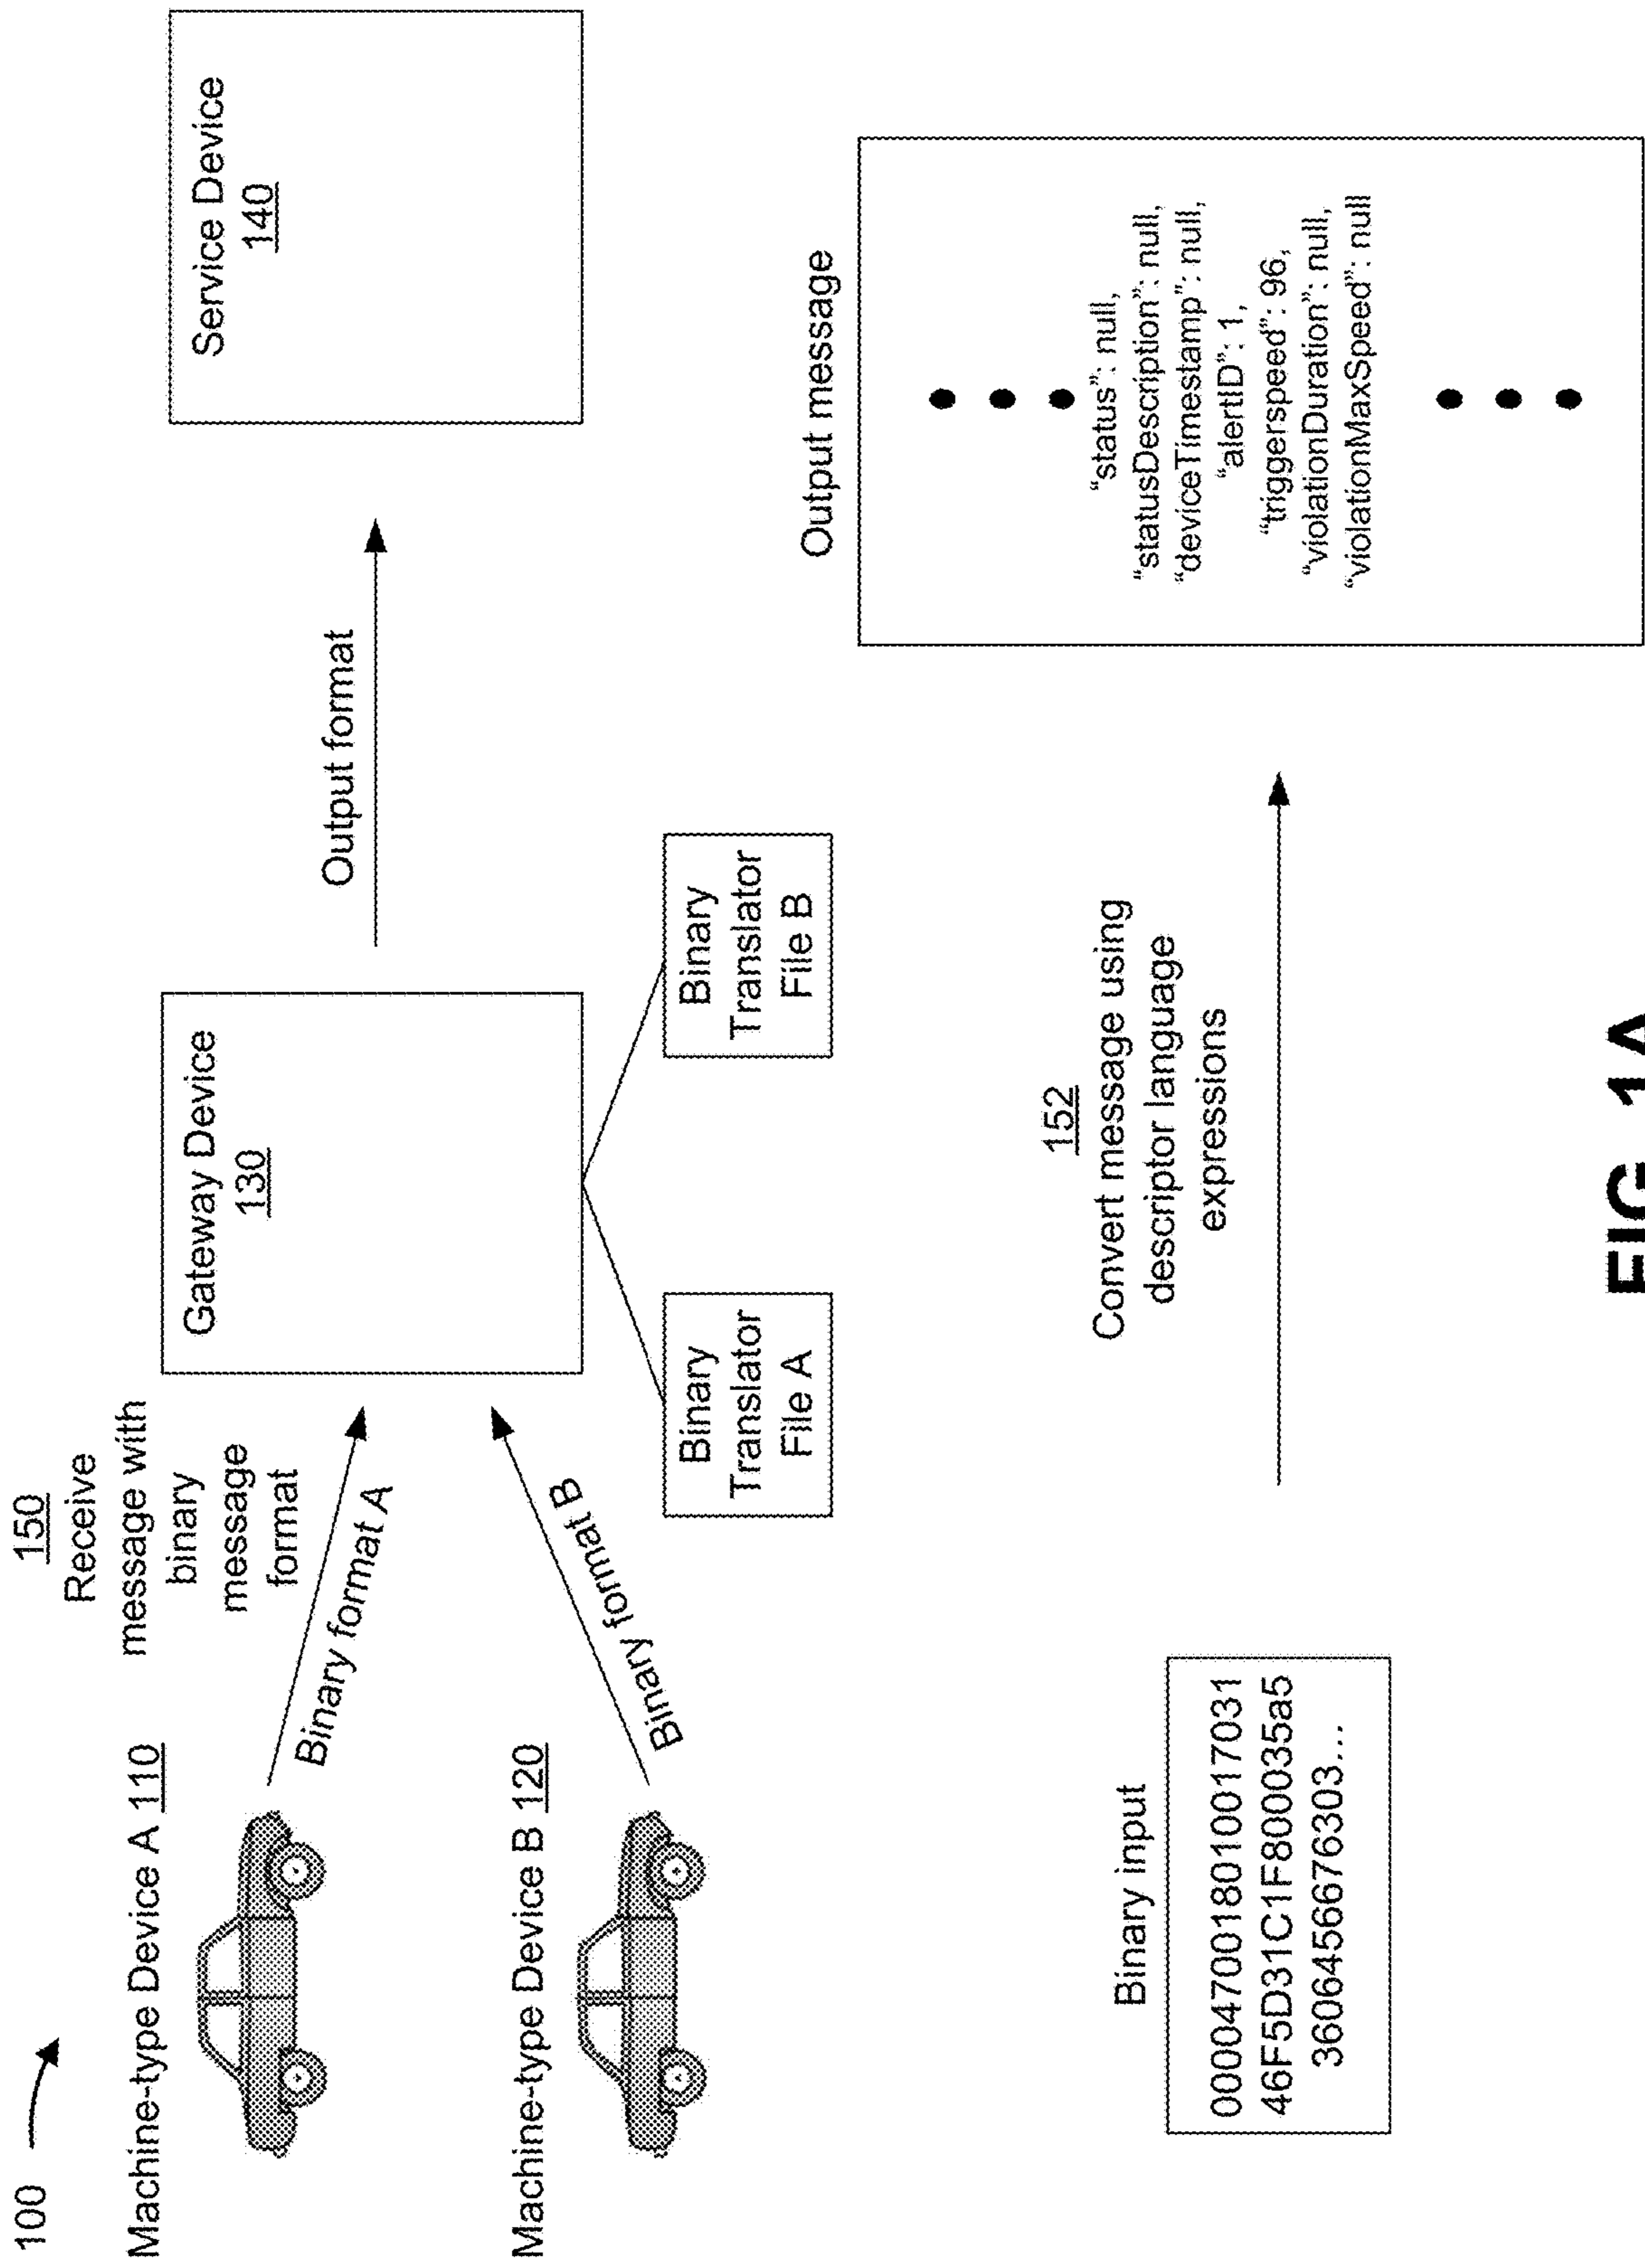 100
Machine-type Device A 110
Machine-type Device B 120
150
Receive
message with
binary
message
format
Binary format A
Binary format B
Gateway Device
130
Binary
Translator
File A
Binary
Translator
File B
Output format
Service Device
140
Binary input
00004700180100017031
46F5D31C1F800035a5
36064566676303...
152
Convert message using
descriptor language
expressions
Output message
“status”: null,
“statusDescription”: null,
“deviceTimestamp”: null,
“alertID”: 1,
“triggerspeed”: 96,
“violationDuration”: null,
“violationMaxSpeed”: null
FIG. 1A